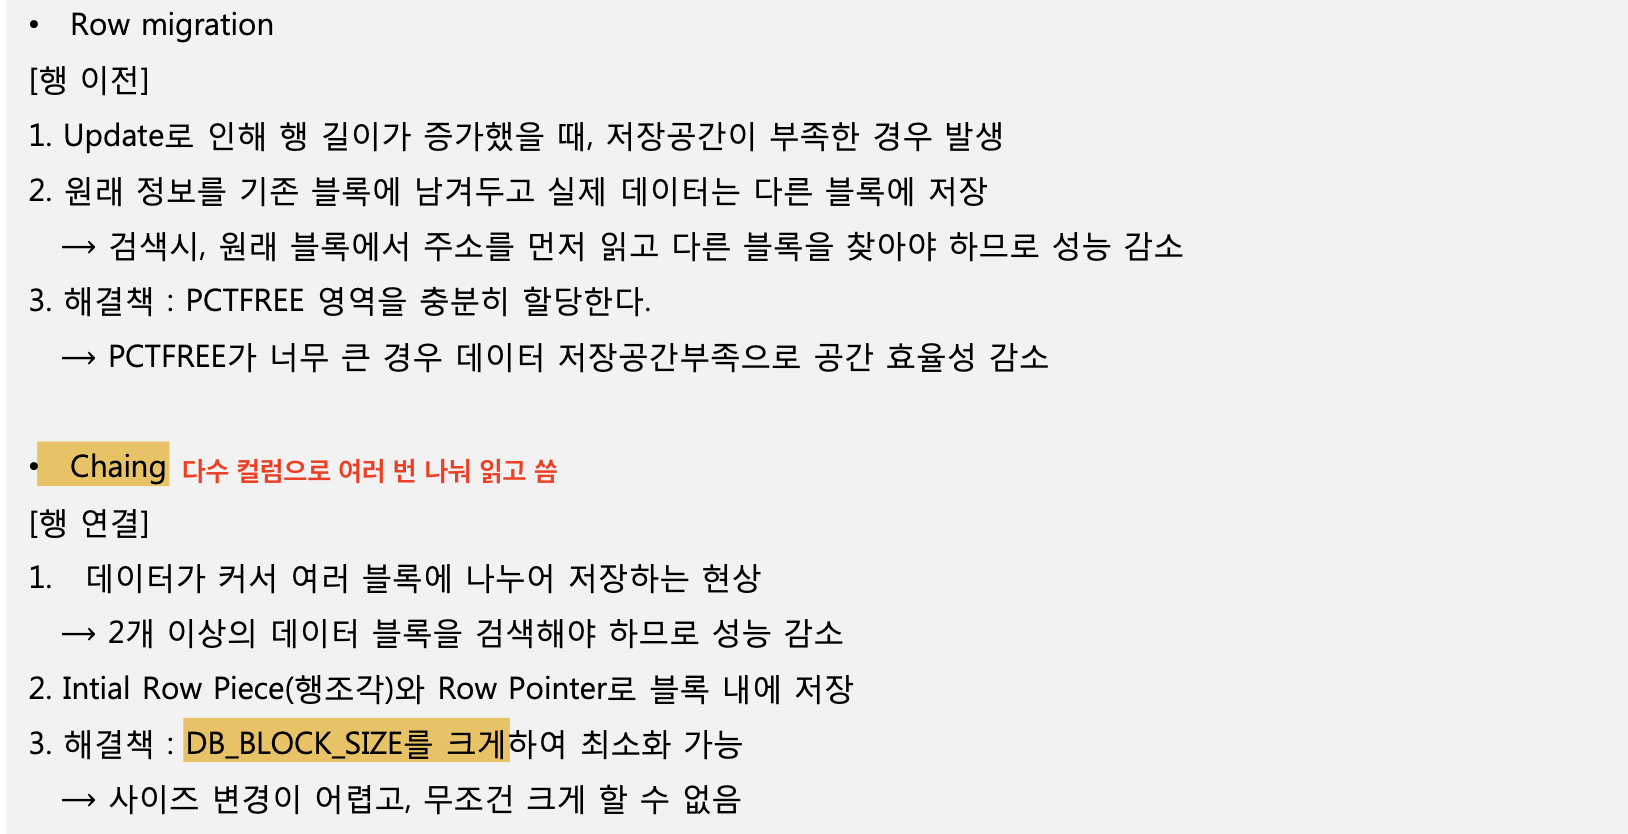 • Row migration
[행 이전]
1. Update로 인해 행 길이가 증가했을 때, 저장공간이 부족한 경우 발생
2. 원래 정보를 기존 블록에 남겨두고 실제 데이터는 다른 블록에 저장
→ 검색시, 원래 블록에서 주소를 먼저 읽고 다른 블록을 찾아야 하므로 성능 감소
3. 해결책 : PCTFREE 영역을 충분히 할당한다.
→ PCTFREE가 너무 큰 경우 데이터 저장공간부족으로 공간 효율성 감소
• Chaing 다수 컬럼으로 여러 번 나눠 읽고 씀
[행 연결]
1. 데이터가 커서 여러 블록에 나누어 저장하는 현상
→ 2개 이상의 데이터 블록을 검색해야 하므로 성능 감소
2. Intial Row Piece(행조각)와 Row Pointer로 블록 내에 저장
3. 해결책 : DB_BLOCK_SIZE를 크게하여 최소화 가능
→ 사이즈 변경이 어렵고, 무조건 크게 할 수 없음